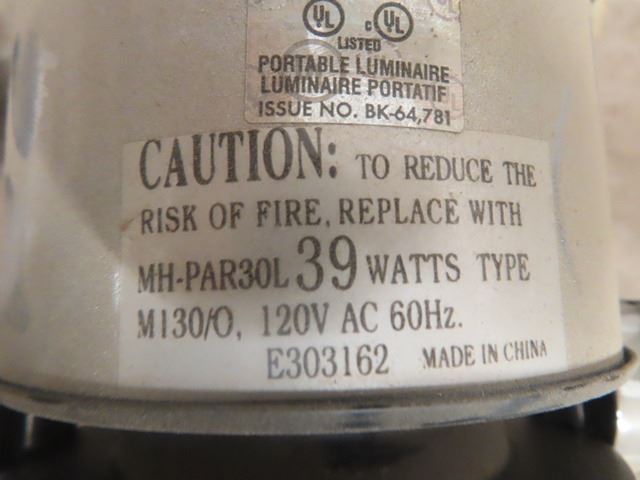 UL c UL
LISTED
PORTABLE LUMINAIRE
LUMINAIRE PORTATIF
ISSUE NO. BK-64,781
CAUTION: TO REDUCE THE
RISK OF FIRE, REPLACE WITH
MH-PAR30L 39 WATTS TYPE
M130/O, 120V AC 60Hz.
E303162 MADE IN CHINA